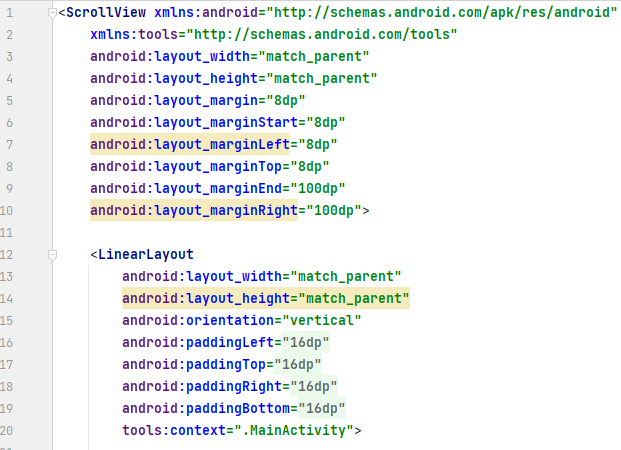 1 <ScrollView xmlns:android="http://schemas.android.com/apk/res/android"
2 xmlns:tools="http://schemas.android.com/tools"
3 android:layout_width="match_parent"
4 android:layout_height="match_parent"
5 android:layout_margin="8dp"
6 android:layout_marginStart="8dp"
7 android:layout_marginLeft="8dp"
8 android:layout_marginTop="8dp"
9 android:layout_marginEnd="100dp"
10 android:layout_marginRight="100dp">
11
12 <LinearLayout
13 android:layout_width="match_parent"
14 android:layout_height="match_parent"
15 android:orientation="vertical"
16 android:paddingLeft="16dp"
17 android:paddingTop="16dp"
18 android:paddingRight="16dp"
19 android:paddingBottom="16dp"
20 tools:context=".MainActivity">